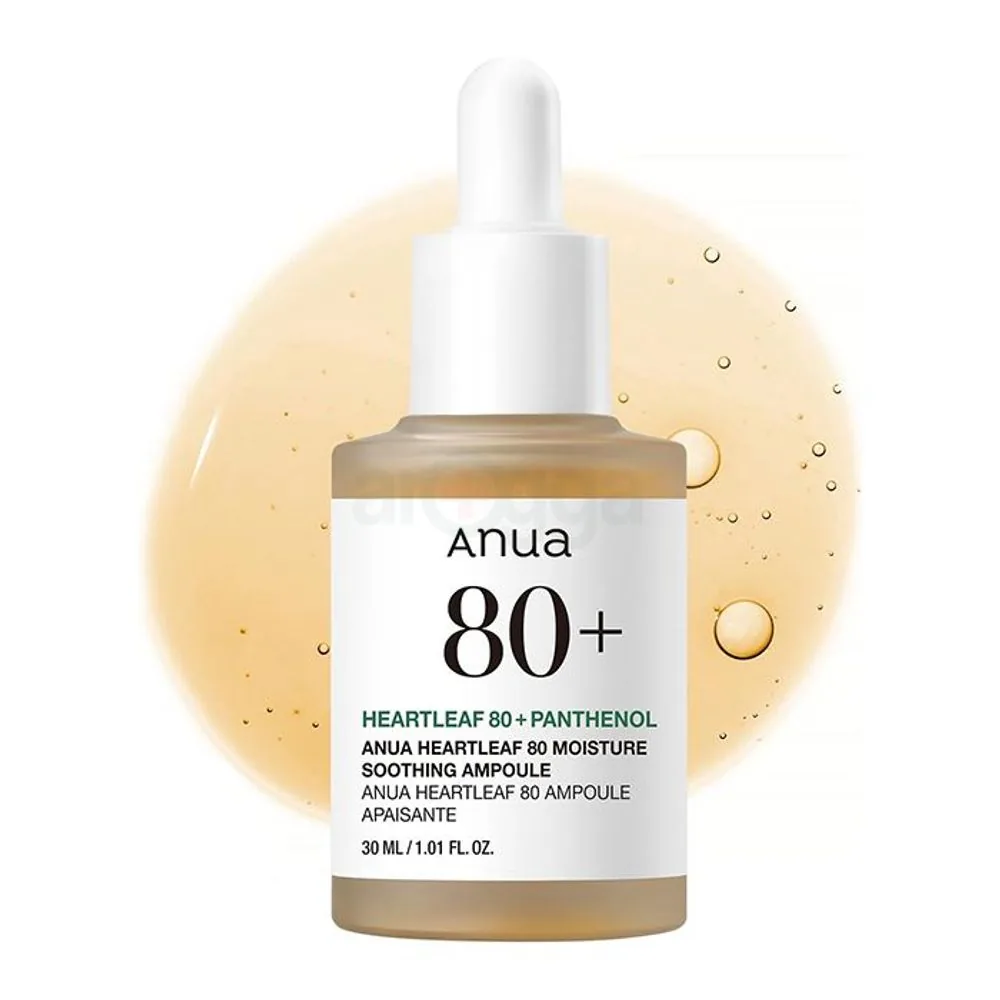 Anua
80+
HEARTLEAF 80+PANTHENOL
ANUA HEARTLEAF 80 MOISTURE
SOOTHING AMPOULE
ANUA HEARTLEAF 80 AMPOULE
APAISANTE
30 ML / 1.01 FL. OZ.